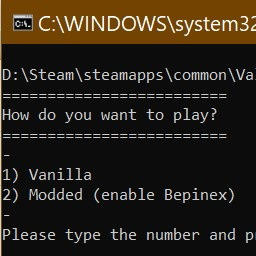 C:\WINDOWS\system32
D:\Steam\steamapps\common\Va
=========================
How do you want to play?
=========================
-
1) Vanilla
2) Modded (enable Bepinex)
-
Please type the number and p